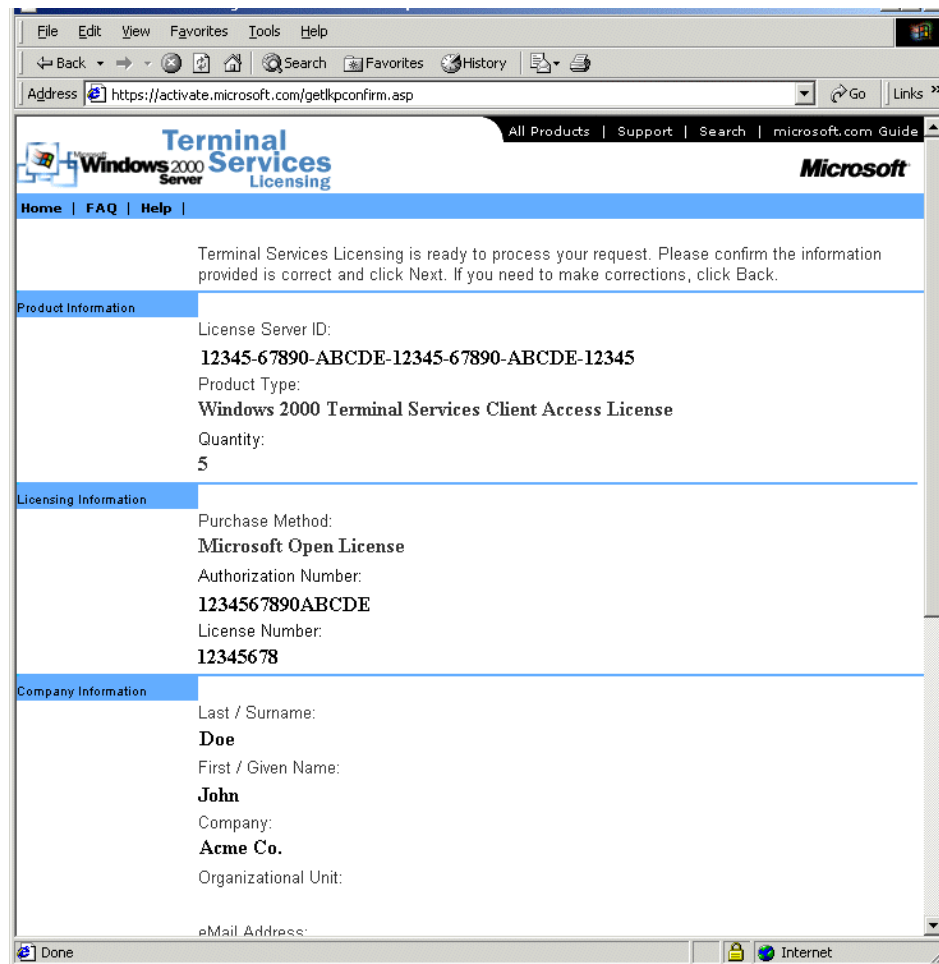 File Edit View Favorites Tools Help
Back Search Favorites History
Address https://activate.microsoft.com/getlkpconfirm.asp Go Links »
All Products | Support | Search | microsoft.com Guide
Terminal
Microsoft
Windows 2000 Services
Server Licensing
Microsoft
Home | FAQ | Help |
Terminal Services Licensing is ready to process your request. Please confirm the information
provided is correct and click Next. If you need to make corrections, click Back.
Product Information
License Server ID:
12345-67890-ABCDE-12345-67890-ABCDE-12345
Product Type:
Windows 2000 Terminal Services Client Access License
Quantity:
5
Licensing Information
Purchase Method:
Microsoft Open License
Authorization Number:
1234567890ABCDE
License Number:
12345678
Company Information
Last / Surname:
Doe
First / Given Name:
John
Company:
Acme Co.
Organizational Unit:
eMail Address:
Done Internet